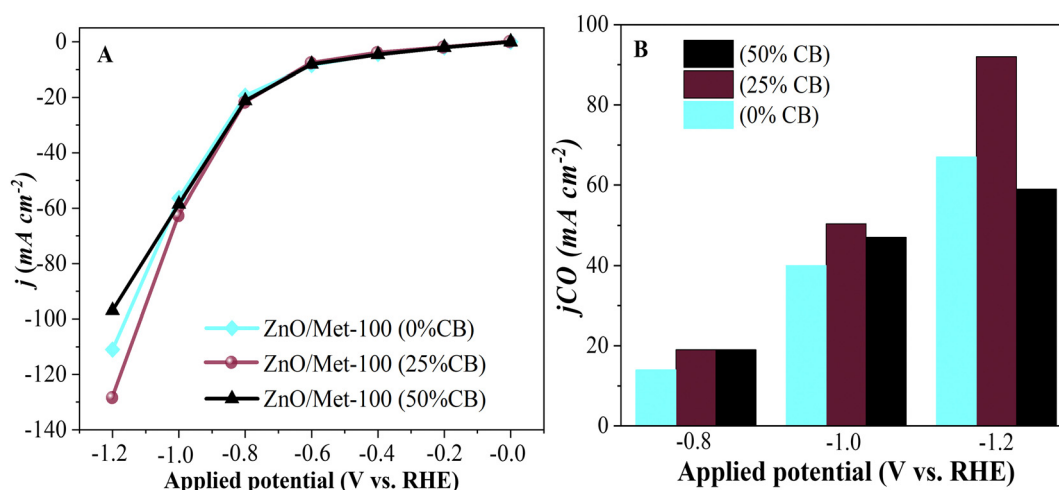 A
0
-20
-40
-60
-80
-100
-120
-140
j (mA cm-2)
ZnO/Met-100 (0%CB)
ZnO/Met-100 (25%CB)
ZnO/Met-100 (50%CB)
-1.2 -1.0 -0.8 -0.6 -0.4 -0.2 -0.0
Applied potential (V vs. RHE)
B
100
80
60
40
20
0
jCO (mA cm-2)
(50% CB)
(25% CB)
(0% CB)
-0.8 -1.0 -1.2
Applied potential (V vs. RHE)